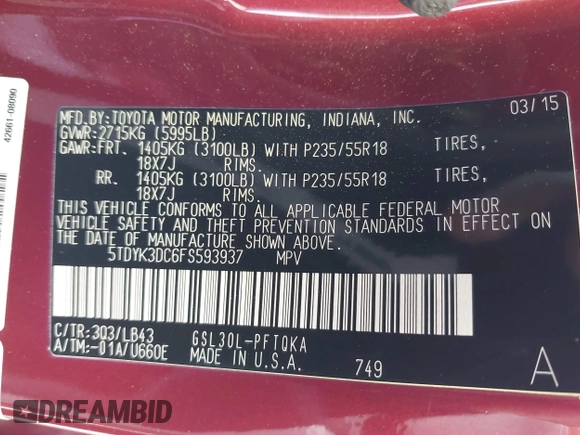 42661-08090
MFD.BY:TOYOTA MOTOR MANUFACTURING, INDIANA, INC. 03/15
GVWR:2715KG (5995LB)
GAWR:FRT. 1405KG (3100LB) WITH P235/55R18 TIRES,
18X7J RIMS.
RR. 1405KG (3100LB) WITH P235/55R18 TIRES,
18X7J RIMS.
THIS VEHICLE CONFORMS TO ALL APPLICABLE FEDERAL MOTOR
VEHICLE SAFETY AND THEFT PREVENTION STANDARDS IN EFFECT ON
THE DATE OF MANUFACTURE SHOWN ABOVE.
5TDYK3DC6FS593937 MPV
C/TR:3Q3/LB43 GSL30L-PFTQKA
A/TM:-01A/U660E MADE IN U.S.A. 749 A
DREAMBID